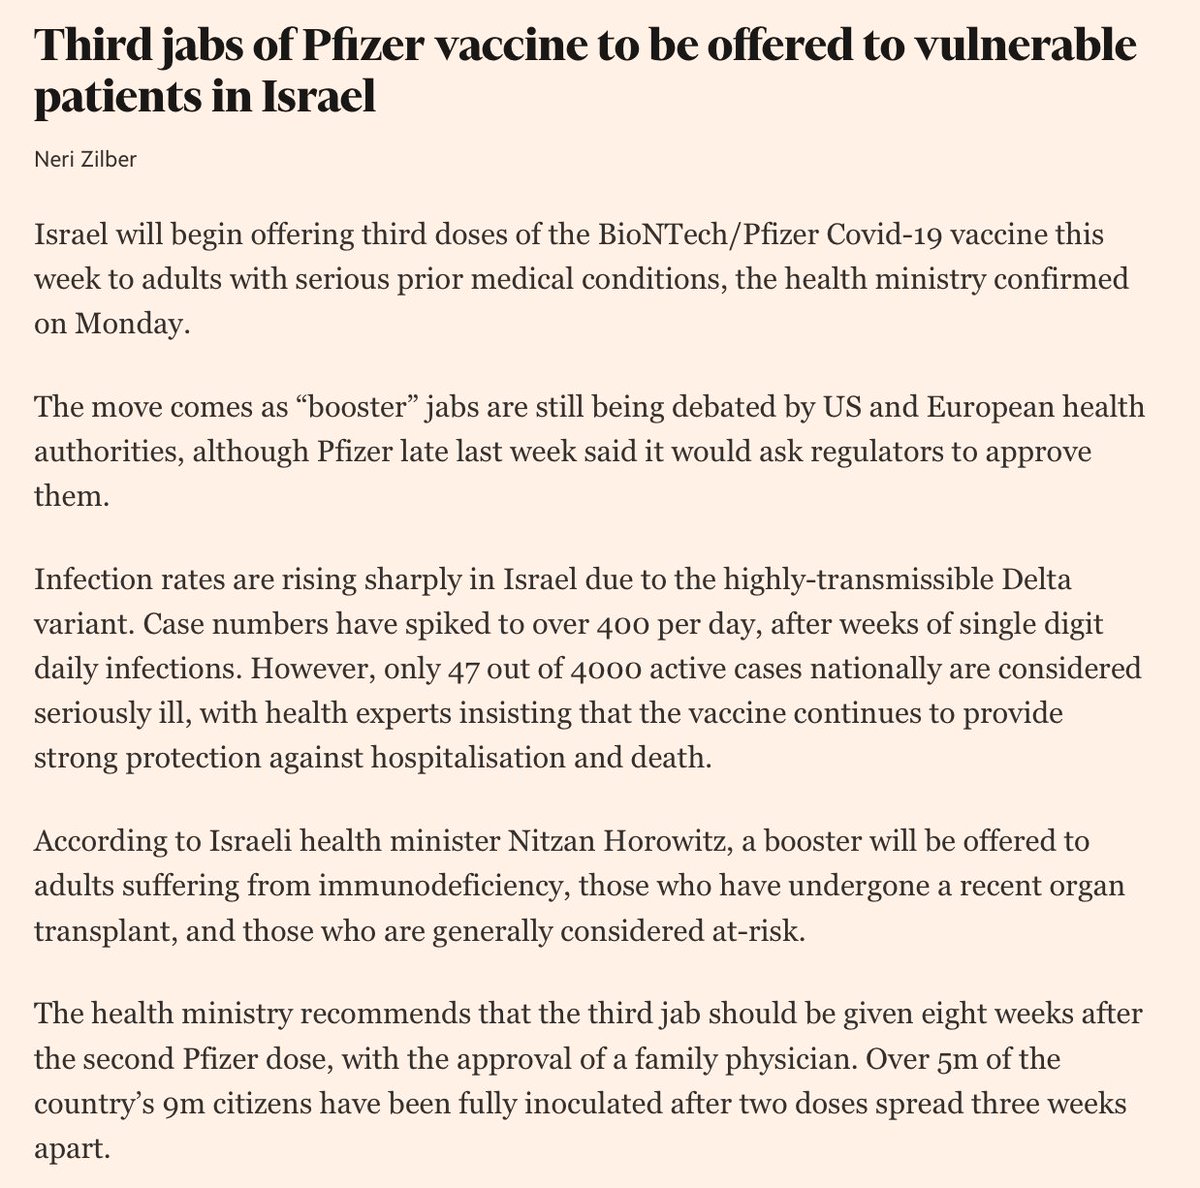 Third jabs of Pfizer vaccine to be offered to vulnerable
patients in Israel
Neri Zilber
Israel will begin offering third doses of the BioNTech/Pfizer Covid-19 vaccine this
week to adults with serious prior medical conditions, the health ministry confirmed
on Monday.
The move comes as “booster” jabs are still being debated by US and European health
authorities, although Pfizer late last week said it would ask regulators to approve
them.
Infection rates are rising sharply in Israel due to the highly-transmissible Delta
variant. Case numbers have spiked to over 400 per day, after weeks of single digit
daily infections. However, only 47 out of 4000 active cases nationally are considered
seriously ill, with health experts insisting that the vaccine continues to provide
strong protection against hospitalisation and death.
According to Israeli health minister Nitzan Horowitz, a booster will be offered to
adults suffering from immunodeficiency, those who have undergone a recent organ
transplant, and those who are generally considered at-risk.
The health ministry recommends that the third jab should be given eight weeks after
the second Pfizer dose, with the approval of a family physician. Over 5m of the
country’s 9m citizens have been fully inoculated after two doses spread three weeks
apart.